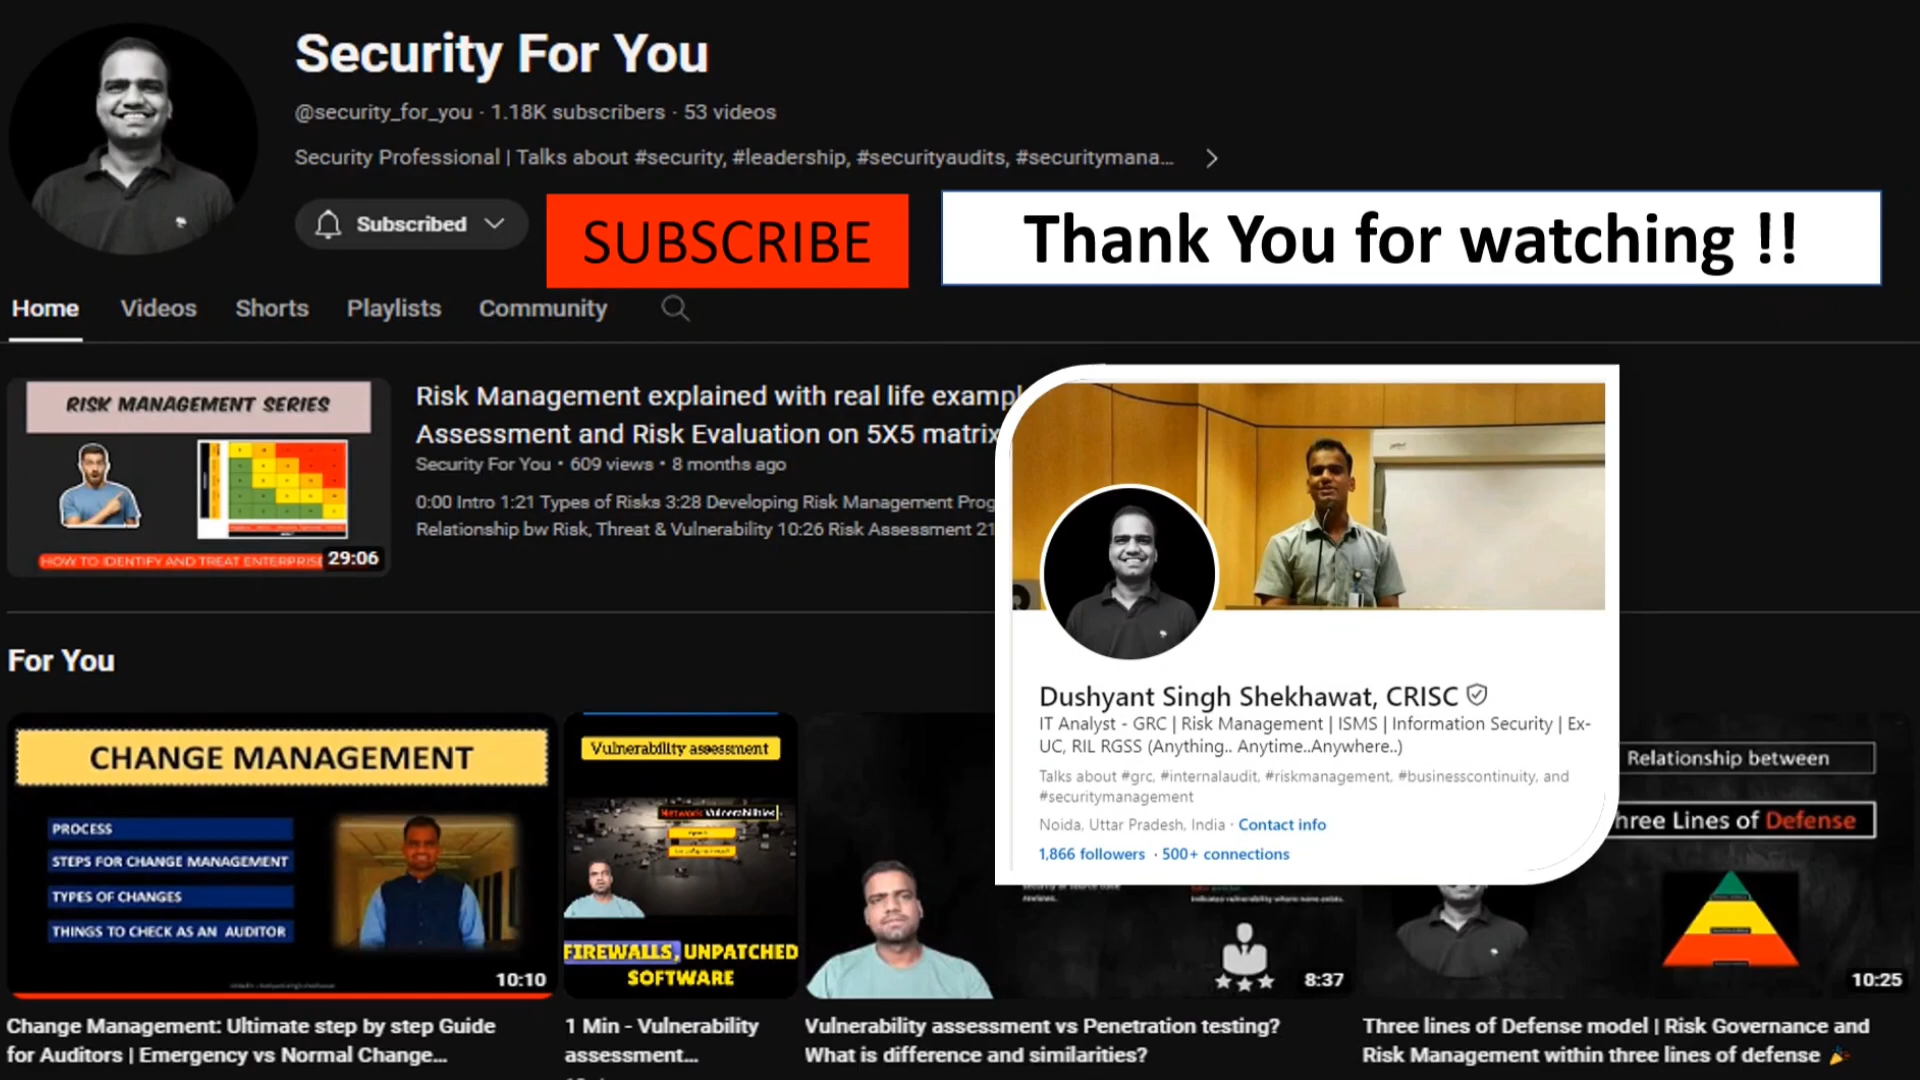 Security For You
@security_for_you · 1.18K subscribers · 53 videos
Security Professional | Talks about #security, #leadership, #securityaudits, #securitymana...
Subscribed
SUBSCRIBE
Thank You for watching !!
Home Videos Shorts Playlists Community
RISK MANAGEMENT SERIES
HOW TO IDENTIFY AND TREAT ENTERPRISE
29:06
Risk Management explained with real life exampl
Assessment and Risk Evaluation on 5X5 matrix
Security For You • 609 views • 8 months ago
0:00 Intro 1:21 Types of Risks 3:28 Developing Risk Management Prog
Relationship bw Risk, Threat & Vulnerability 10:26 Risk Assessment 21
Dushyant Singh Shekhawat, CRISC
IT Analyst - GRC | Risk Management | ISMS | Information Security | Ex-
UC, RIL RGSS (Anything.. Anytime..Anywhere..)
Talks about #grc, #internalaudit, #riskmanagement, #businesscontinuity, and
#securitymanagement
Noida, Uttar Pradesh, India · Contact info
1,866 followers · 500+ connections
For You
CHANGE MANAGEMENT
PROCESS
STEPS FOR CHANGE MANAGEMENT
TYPES OF CHANGES
THINGS TO CHECK AS AN AUDITOR
10:10
Change Management: Ultimate step by step Guide
for Auditors | Emergency vs Normal Change...
Vulnerability assessment
Network Vulnerabilities
FIREWALLS, UNPATCHED
SOFTWARE
1 Min - Vulnerability
assessment...
8:37
Vulnerability assessment vs Penetration testing?
What is difference and similarities?
Relationship between
hree Lines of Defense
10:25
Three lines of Defense model | Risk Governance and
Risk Management within three lines of defense 🎉